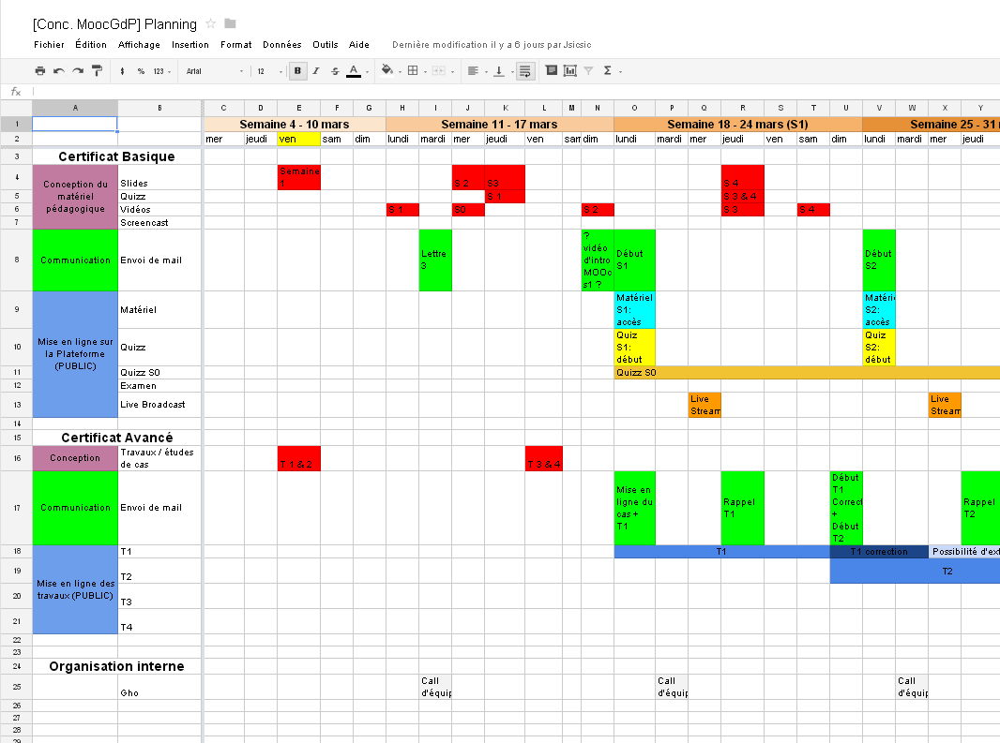 [Conc. MoocGdP] Planning
Fichier Édition Affichage Insertion Format Données Outils Aide Dernière modification il y a 6 jours par Jsicsic
$ % 123 Arial 12 B I S A Σ
fx
A B C D E F G H I J K L M N O P Q R S T U V W X Y
1 Semaine 4 - 10 mars Semaine 11 - 17 mars Semaine 18 - 24 mars (S1) Semaine 25 - 31
2 mer jeudi ven sam dim lundi mardi mer jeudi ven sam dim lundi mardi mer jeudi ven sam dim lundi mardi mer jeudi
3 Certificat Basique
Conception du matériel pédagogique
4 Slides Semaine 1 S 2 S3 S 4
5 Quizz S 1 S 3 & 4
6 Vidéos S 1 S0 S 2 S 3 S 4
7 Screencast
8 Communication Envoi de mail Lettre 3 ? vidéo d'intro MOOc s1 ? Début S1 Début S2
Mise en ligne sur la Plateforme (PUBLIC)
9 Matériel Matériel S1: accès Matérie S2: accès
10 Quizz Quiz S1: début Quiz S2: début
11 Quizz S0 Quizz S0
12 Examen
13 Live Broadcast Live Stream Live Stream
14
15 Certificat Avancé
16 Conception Travaux / études de cas T 1 & 2 T 3 & 4
17 Communication Envoi de mail Mise en ligne du cas + T1 Rappel T1 Début T1 Correct + Début T2 Rappel T2
Mise en ligne des travaux (PUBLIC)
18 T1 T1 T1 correction Possibilité d'ext
19 T2 T2
20 T3
21 T4
22
23
24 Organisation interne
25 Gho Call d'équip Call d'équip Call d'équip
26
27
28
29